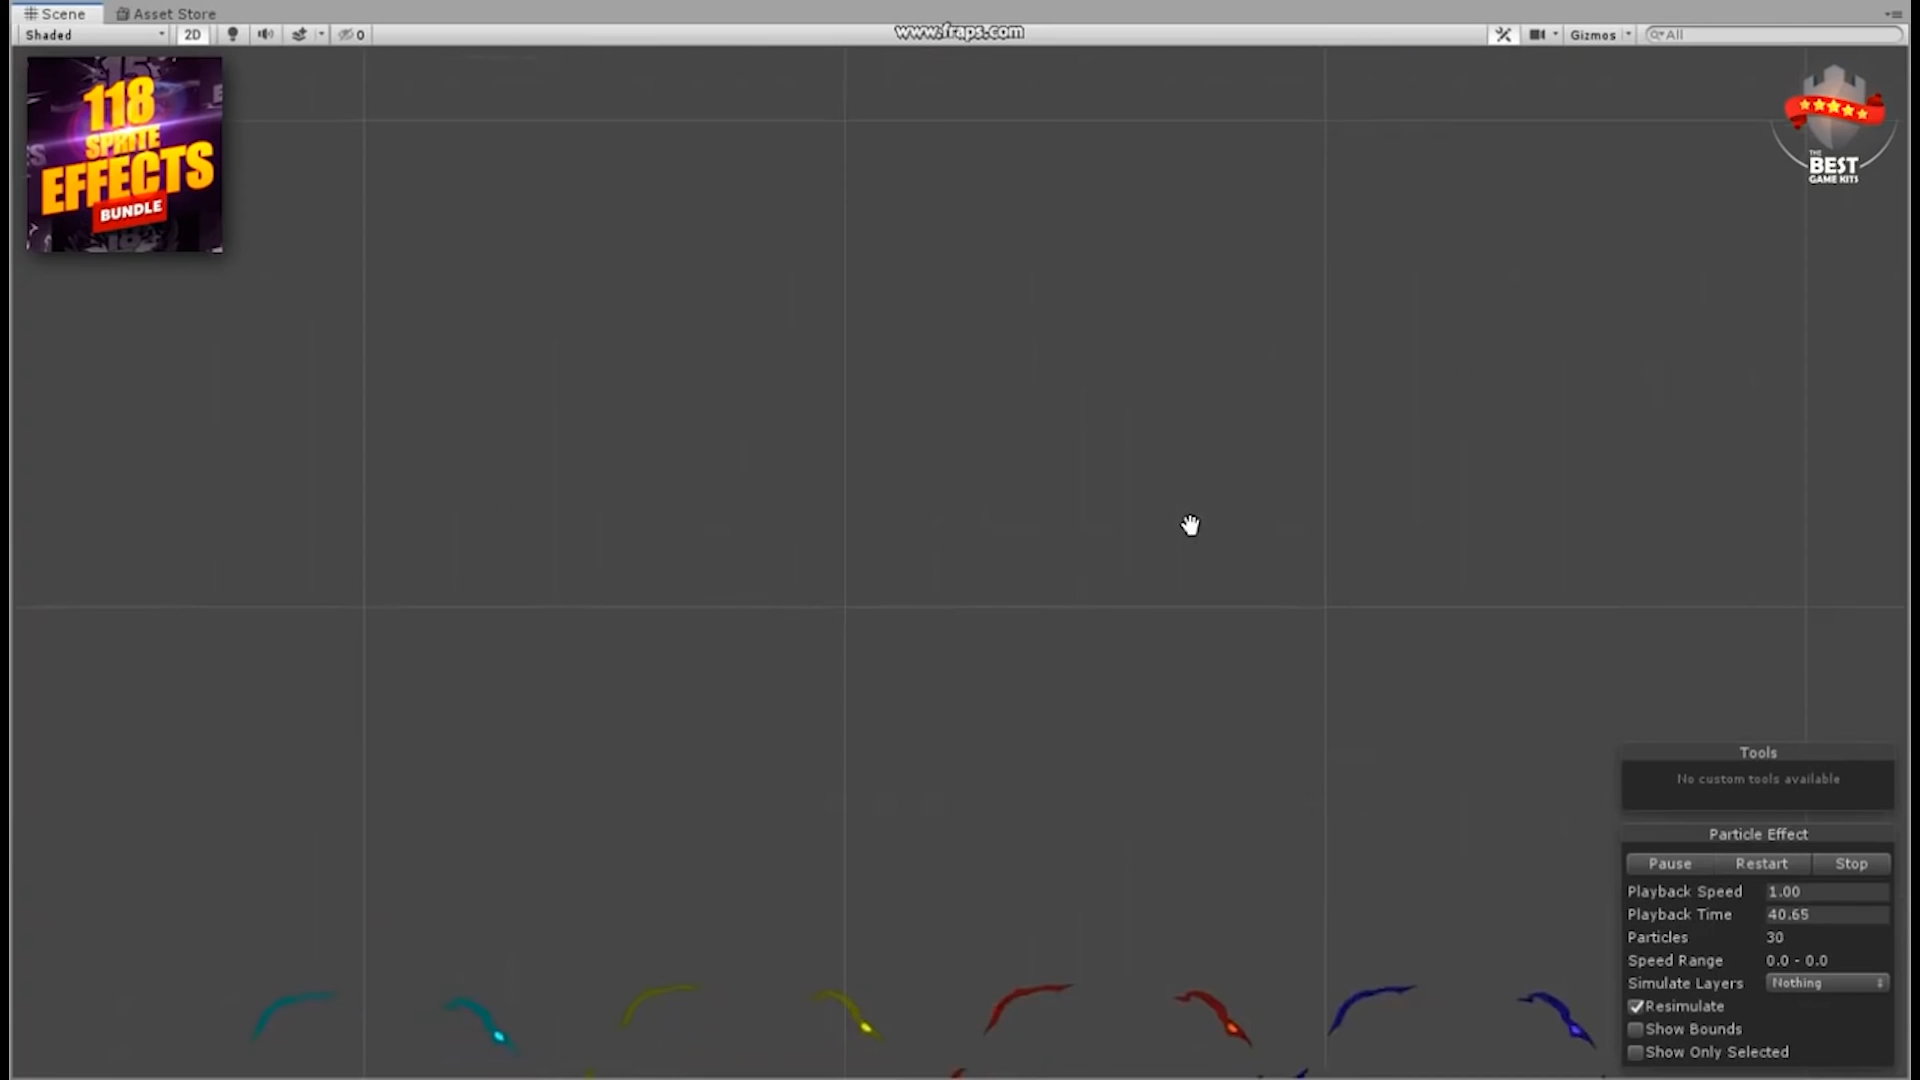 Scene
Asset Store
Shaded
2D
0
www.fraps.com
Gizmos
All
15
118
SPRITE
EFFECTS
BUNDLE
THE
BEST
GAME KITS
Tools
No custom tools available
Particle Effect
Pause Restart Stop
Playback Speed 1.00
Playback Time 40.65
Particles 30
Speed Range 0.0 - 0.0
Simulate Layers Nothing
Resimulate
Show Bounds
Show Only Selected